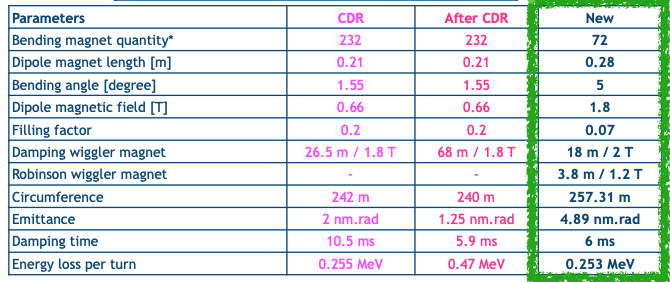 Parameters CDR After CDR New
Bending magnet quantity* 232 232 72
Dipole magnet length [m] 0.21 0.21 0.28
Bending angle [degree] 1.55 1.55 5
Dipole magnetic field [T] 0.66 0.66 1.8
Filling factor 0.2 0.2 0.07
Damping wiggler magnet 26.5 m / 1.8 T 68 m / 1.8 T 18 m / 2 T
Robinson wiggler magnet - - 3.8 m / 1.2 T
Circumference 242 m 240 m 257.31 m
Emittance 2 nm.rad 1.25 nm.rad 4.89 nm.rad
Damping time 10.5 ms 5.9 ms 6 ms
Energy loss per turn 0.255 MeV 0.47 MeV 0.253 MeV